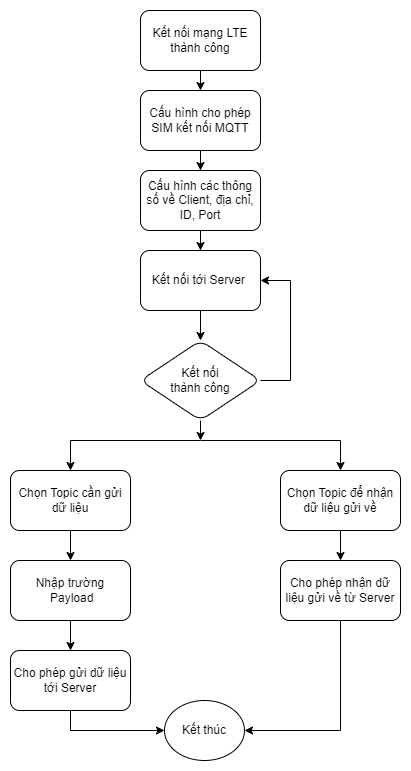 Kết nối mạng LTE
thành công
Cấu hình cho phép
SIM kết nối MQTT
Cấu hình các thông
số về Client, địa chỉ,
ID, Port
Kết nối tới Server
Kết nối
thành công
Chọn Topic cần gửi
dữ liệu
Nhập trường
Payload
Cho phép gửi dữ liệu
tới Server
Chọn Topic để nhận
dữ liệu gửi về
Cho phép nhận dữ
liệu gửi về từ Server
Kết thúc